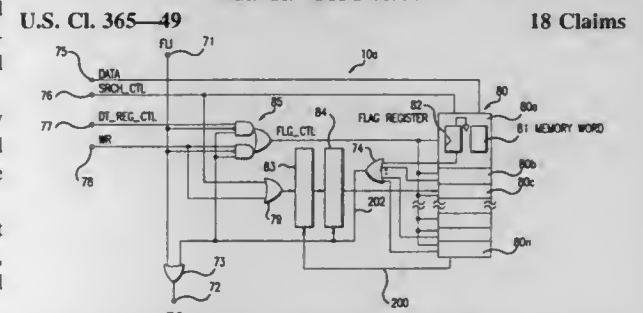 U.S. Cl. 365—49 18 Claims
FLI 71
75 DATA 10a
76 SRCH_CTL
77 DT_REG_CTL
78 WR
85 84 FLG_CTL
FLAG REGISTER 82 80 80a
81 MEMORY WORD
74
80b
80c
79 83 202
80n
73
72
200